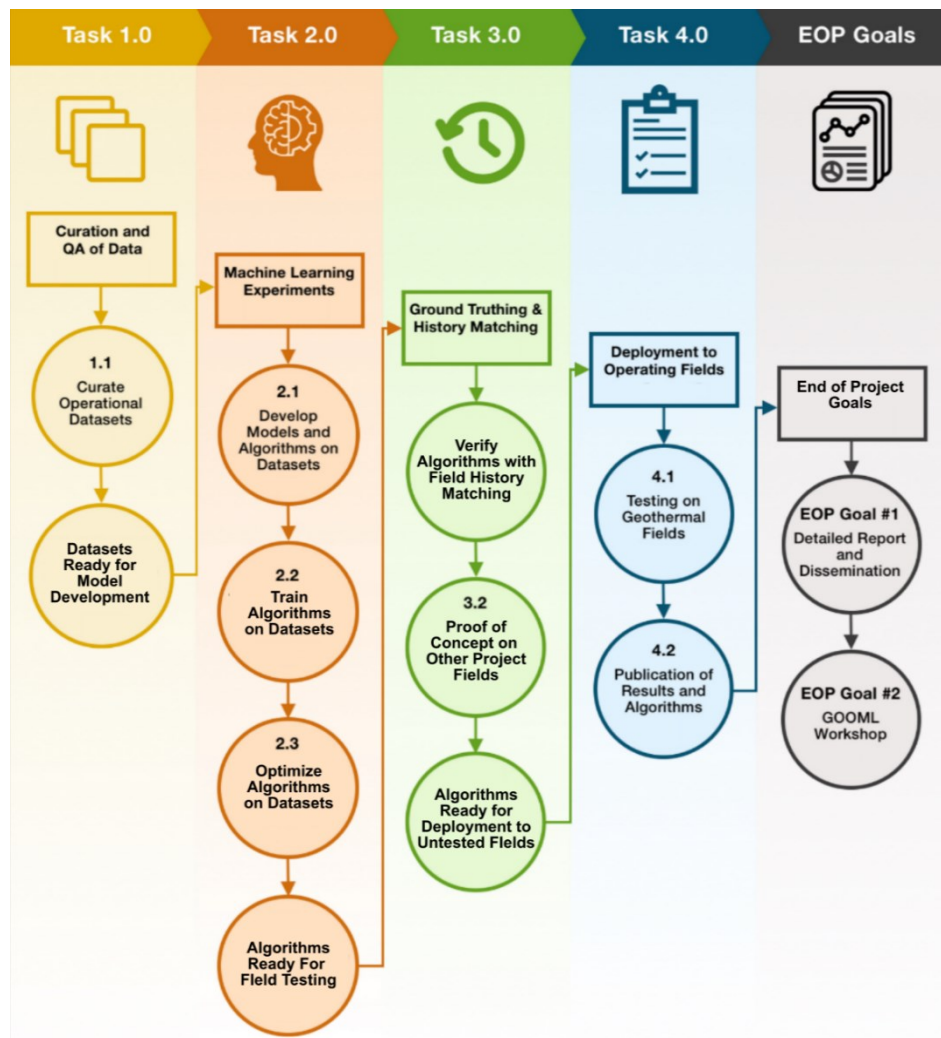 Task 1.0
Task 2.0
Task 3.0
Task 4.0
EOP Goals
Curation and
QA of Data
1.1
Curate
Operational
Datasets
Datasets
Ready for
Model
Development
Machine Learning
Experiments
2.1
Develop
Models and
Algorithms on
Datasets
2.2
Train
Algorithms
on Datasets
2.3
Optimize
Algorithms
on Datasets
Algorithms
Ready For
FIeld Testing
Ground Truthing &
History Matching
Verify
Algorithms with
Field History
Matching
3.2
Proof of
Concept on
Other Project
Fields
Algorithms
Ready for
Deployment to
Untested FIelds
Deployment to
Operating Fields
4.1
Testing on
Geothermal
Fields
4.2
Publication of
Results and
Algorithms
End of Project
Goals
EOP Goal #1
Detailed Report
and
Dissemination
EOP Goal #2
GOOML
Workshop